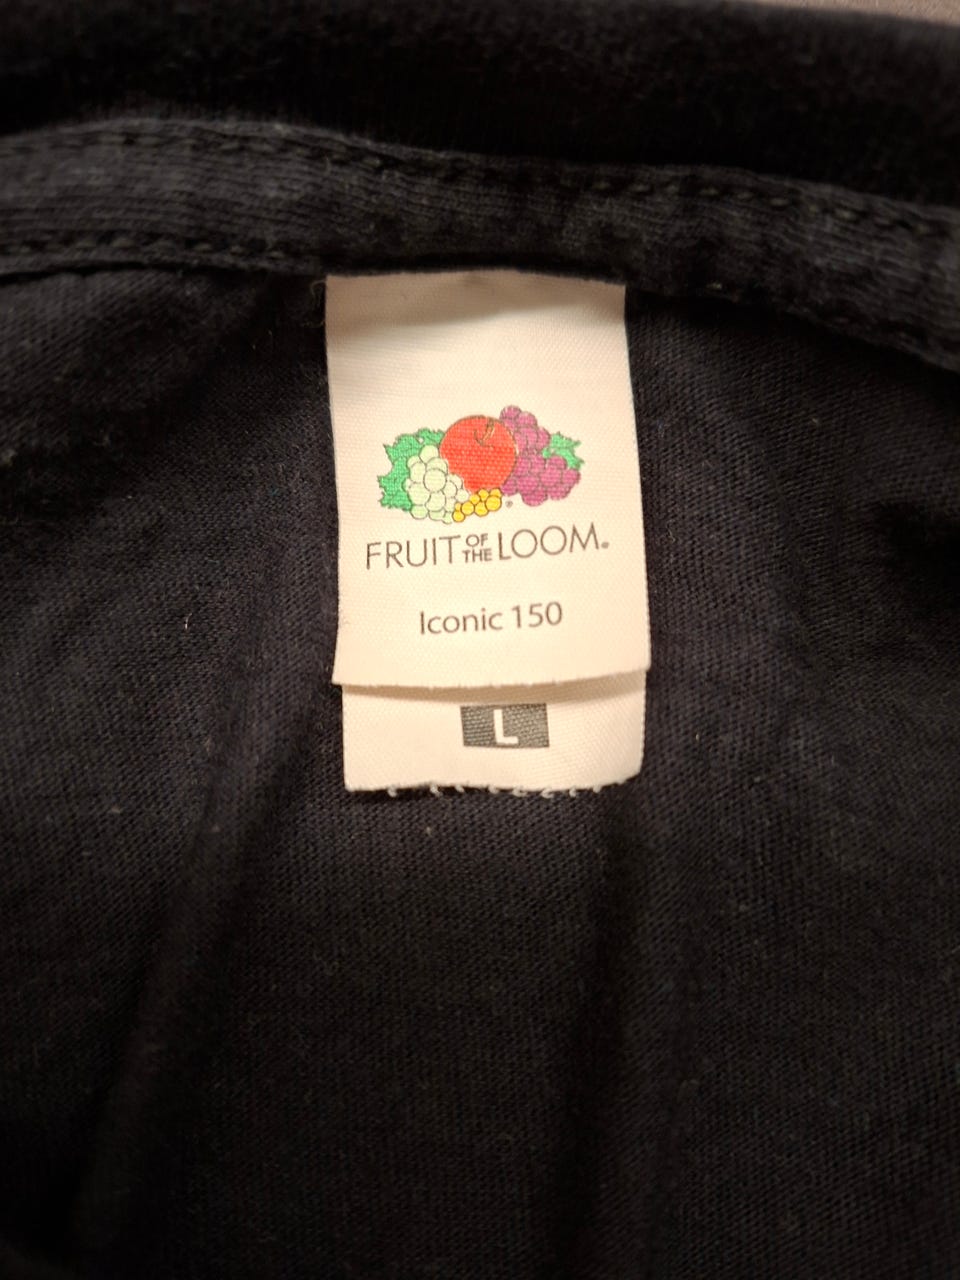 FRUIT OF THE LOOM®
Iconic 150
L